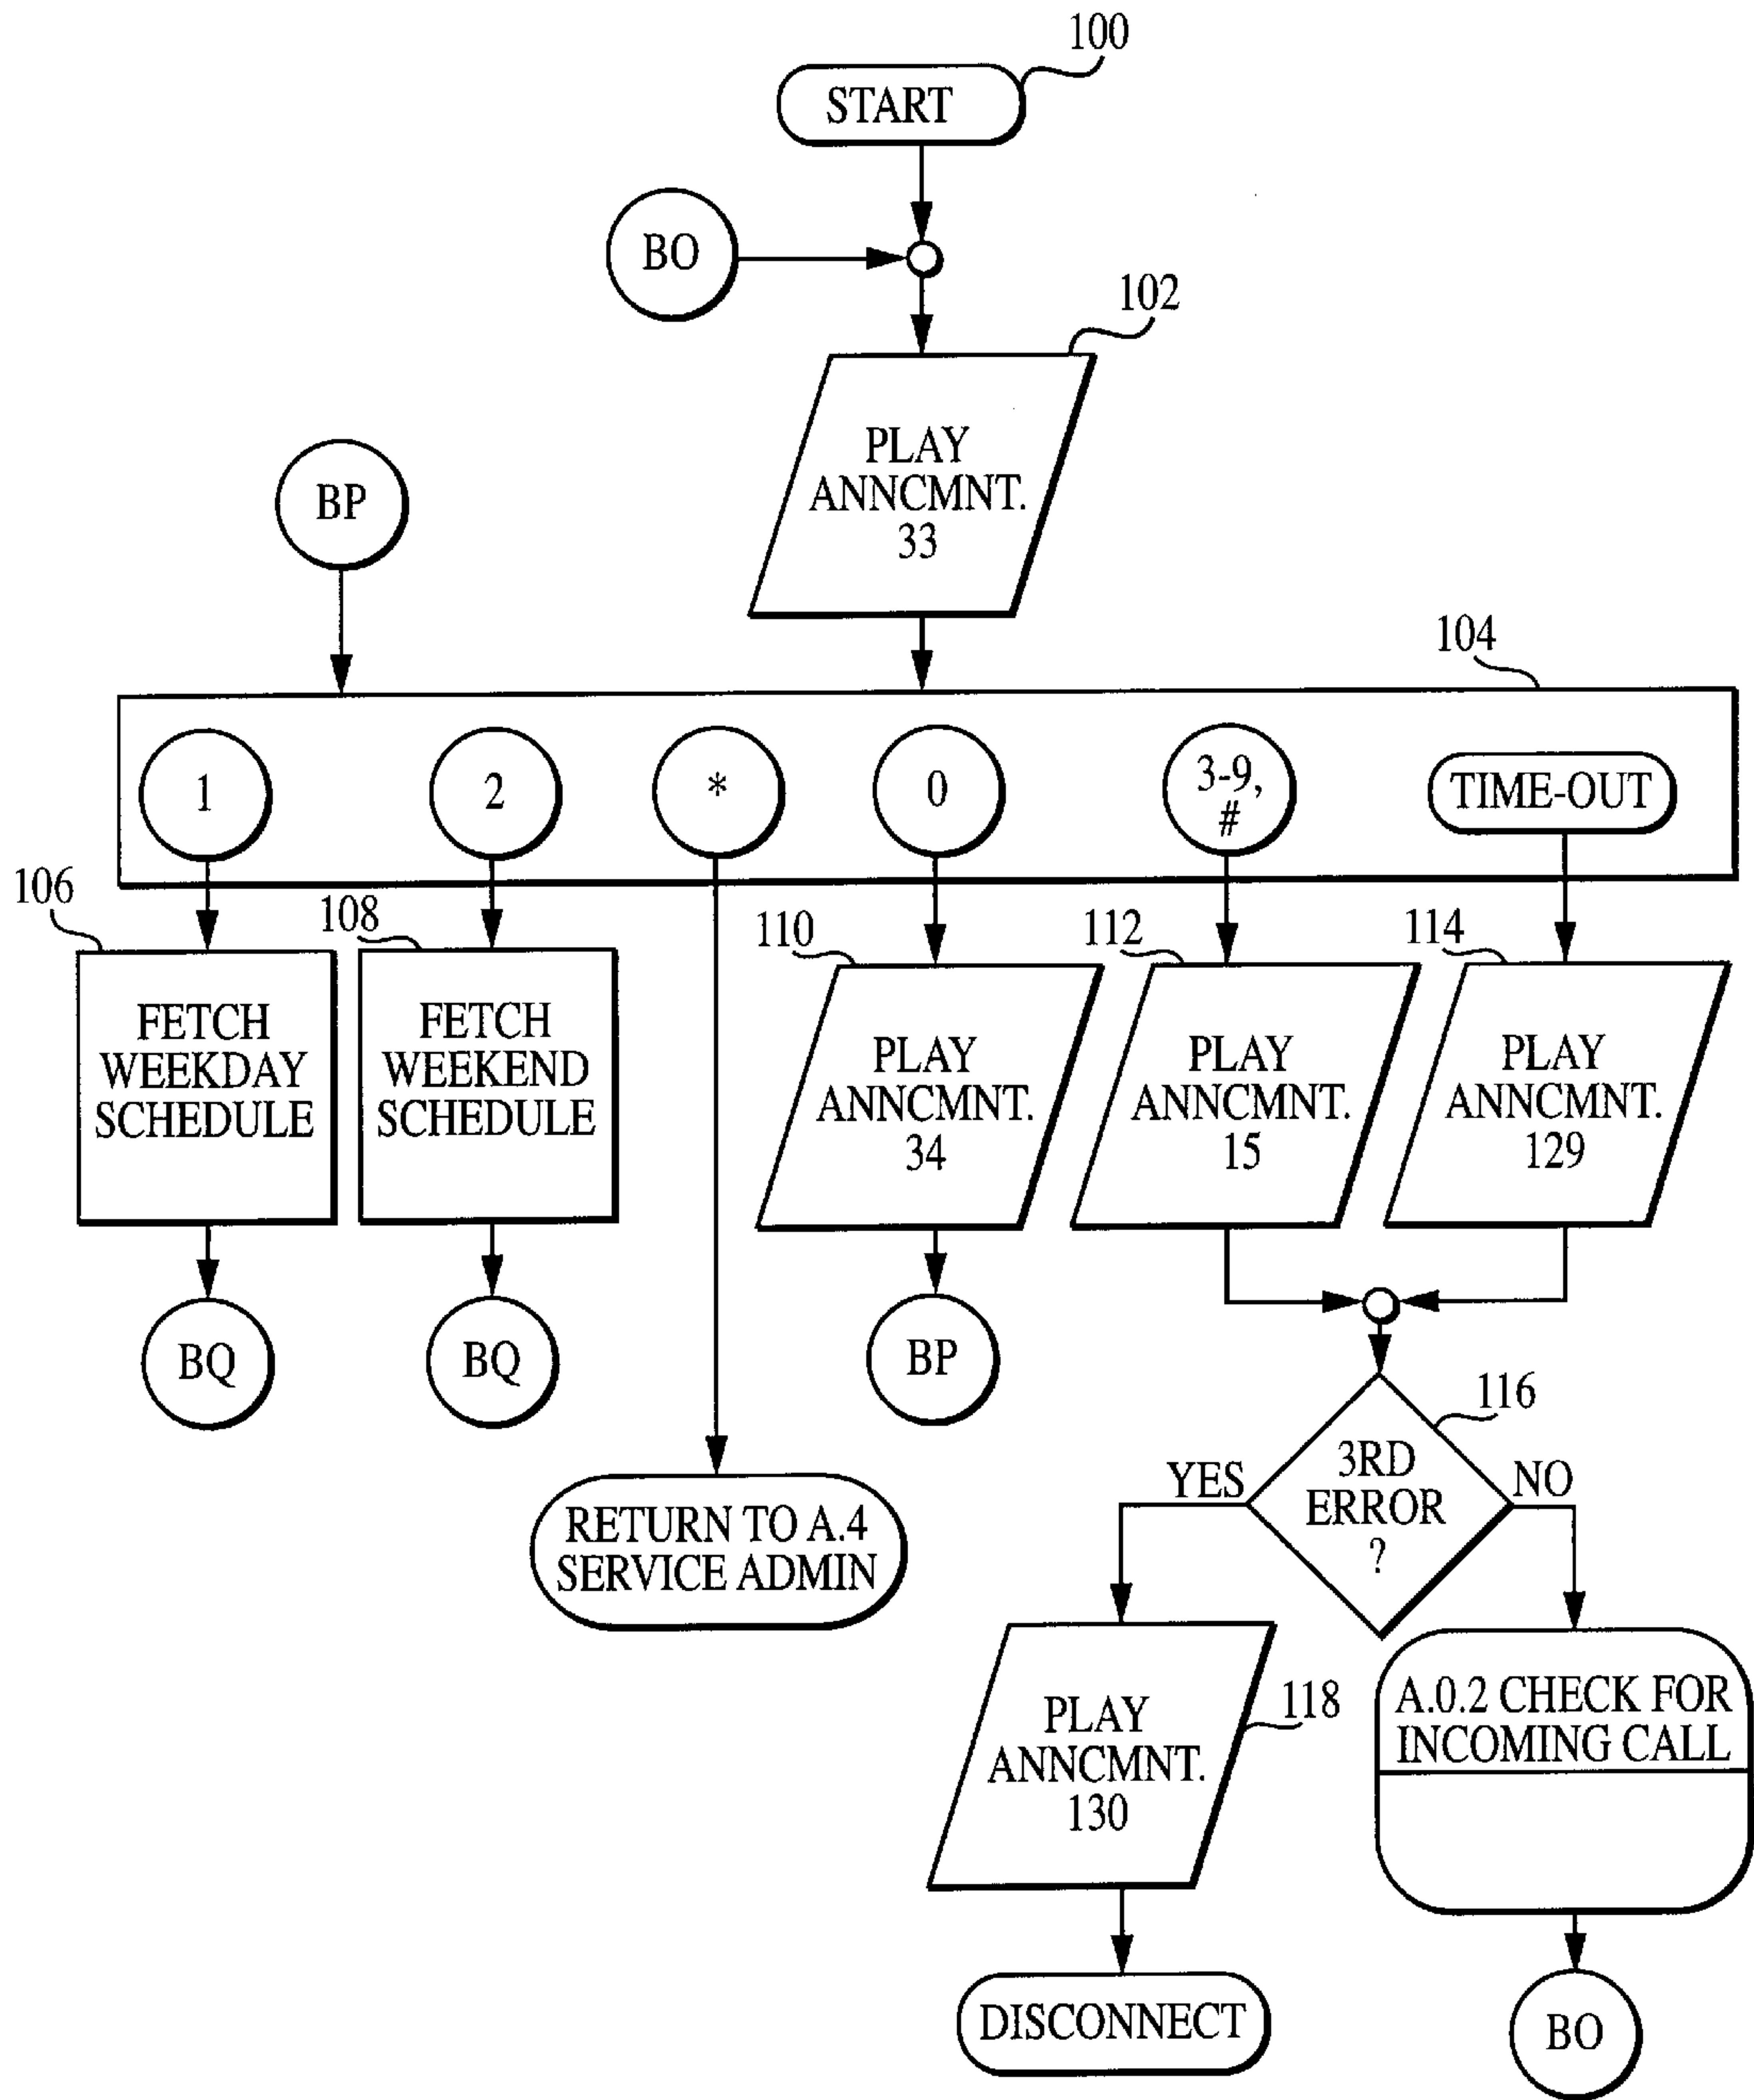 100
START
BO
102
PLAY
ANNCMNT.
33
BP
104
1
2
*
0
3-9,
#
TIME-OUT
106
FETCH
WEEKDAY
SCHEDULE
108
FETCH
WEEKEND
SCHEDULE
110
PLAY
ANNCMNT.
34
112
PLAY
ANNCMNT.
15
114
PLAY
ANNCMNT.
129
BQ
BQ
BP
RETURN TO A.4
SERVICE ADMIN
116
3RD
ERROR
?
YES
NO
118
PLAY
ANNCMNT.
130
A.0.2 CHECK FOR
INCOMING CALL
DISCONNECT
BO